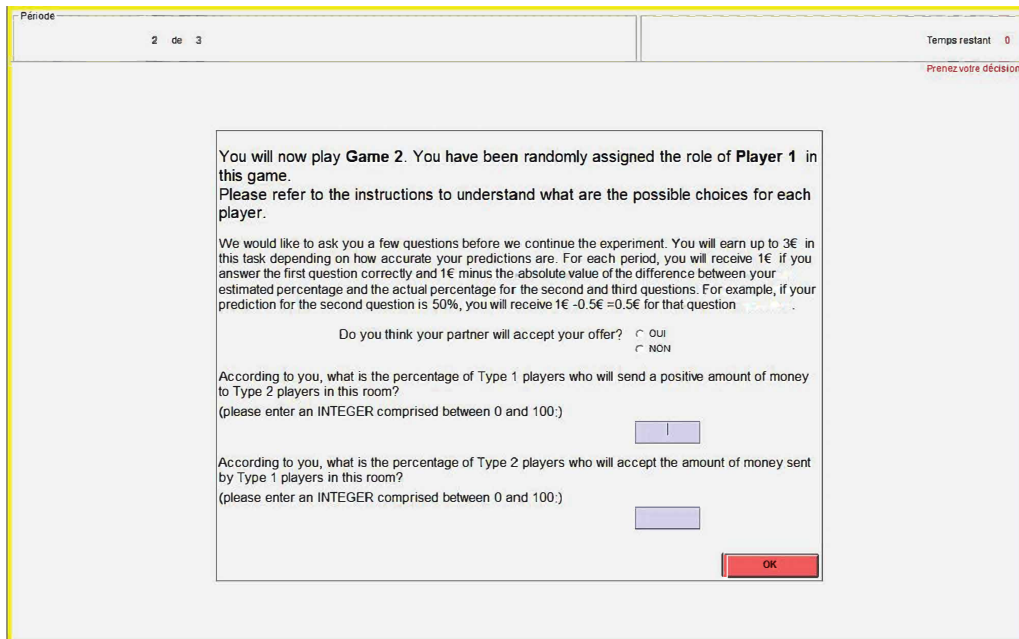 Période
2 de 3
Temps restant 0
Prenez votre décision
You will now play Game 2. You have been randomly assigned the role of Player 1 in
this game.
Please refer to the instructions to understand what are the possible choices for each
player.
We would like to ask you a few questions before we continue the experiment. You will earn up to 3€ in
this task depending on how accurate your predictions are. For each period, you will receive 1€ if you
answer the first question correctly and 1€ minus the absolute value of the difference between your
estimated percentage and the actual percentage for the second and third questions. For example, if your
prediction for the second question is 50%, you will receive 1€ -0.5€ =0.5€ for that question .
Do you think your partner will accept your offer? OUI
NON
According to you, what is the percentage of Type 1 players who will send a positive amount of money
to Type 2 players in this room?
(please enter an INTEGER comprised between 0 and 100:)
According to you, what is the percentage of Type 2 players who will accept the amount of money sent
by Type 1 players in this room?
(please enter an INTEGER comprised between 0 and 100:)
OK